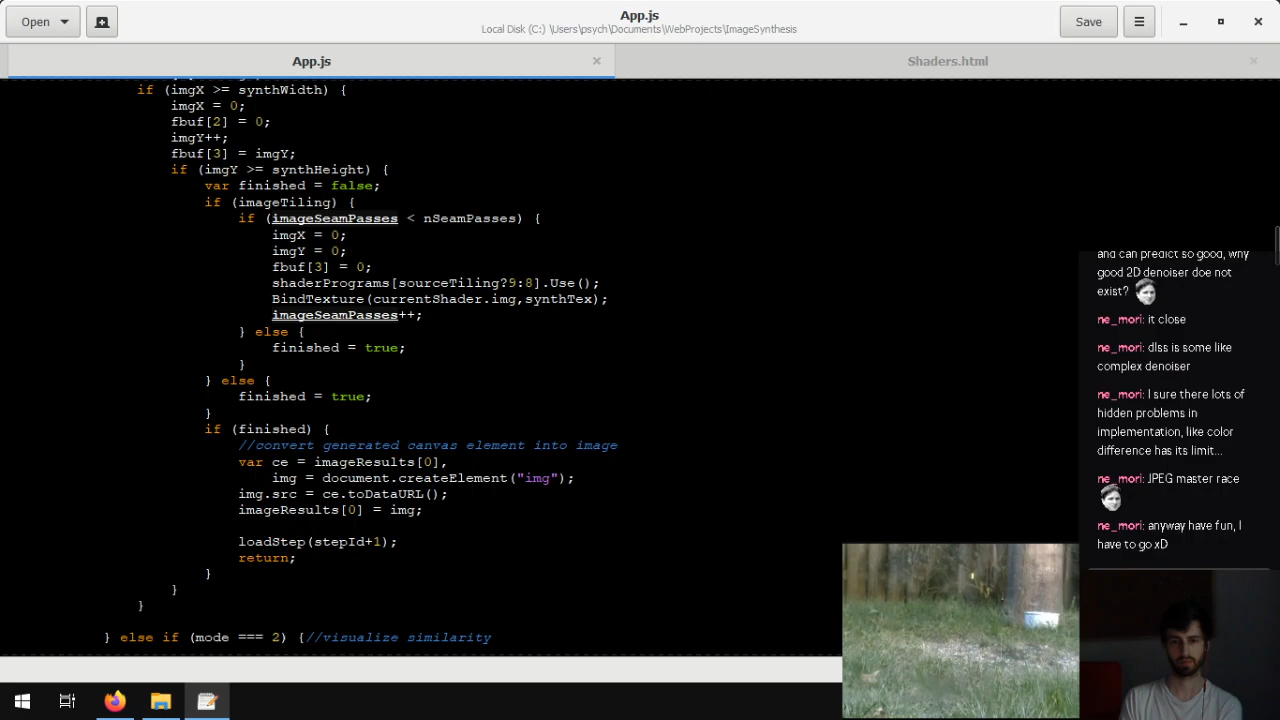 Open
App.js
Local Disk (C:) \Users\psych\Documents\WebProjects\ImageSynthesis
Save
App.js
Shaders.html
if (imgX >= synthWidth) {
imgX = 0;
fbuf[2] = 0;
imgY++;
fbuf[3] = imgY;
if (imgY >= synthHeight) {
var finished = false;
if (imageTiling) {
if (imageSeamPasses < nSeamPasses) {
imgX = 0;
imgY = 0;
fbuf[3] = 0;
shaderPrograms[sourceTiling?9:8].Use();
BindTexture(currentShader.img,synthTex);
imageSeamPasses++;
} else {
finished = true;
}
} else {
finished = true;
}
if (finished) {
//convert generated canvas element into image
var ce = imageResults[0],
img = document.createElement("img");
img.src = ce.toDataURL();
imageResults[0] = img;
loadStep(stepId+1);
return;
}
}
}
} else if (mode === 2) {//visualize similarity
and can predict so good, why
good 2D denoiser doe not
exist?
ne_mori: it close
ne_mori: dlss is some like
complex denoiser
ne_mori: I sure there lots of
hidden problems in
implementation, like color
difference has its limit...
ne_mori: JPEG master race
ne_mori: anyway have fun, I
have to go xD